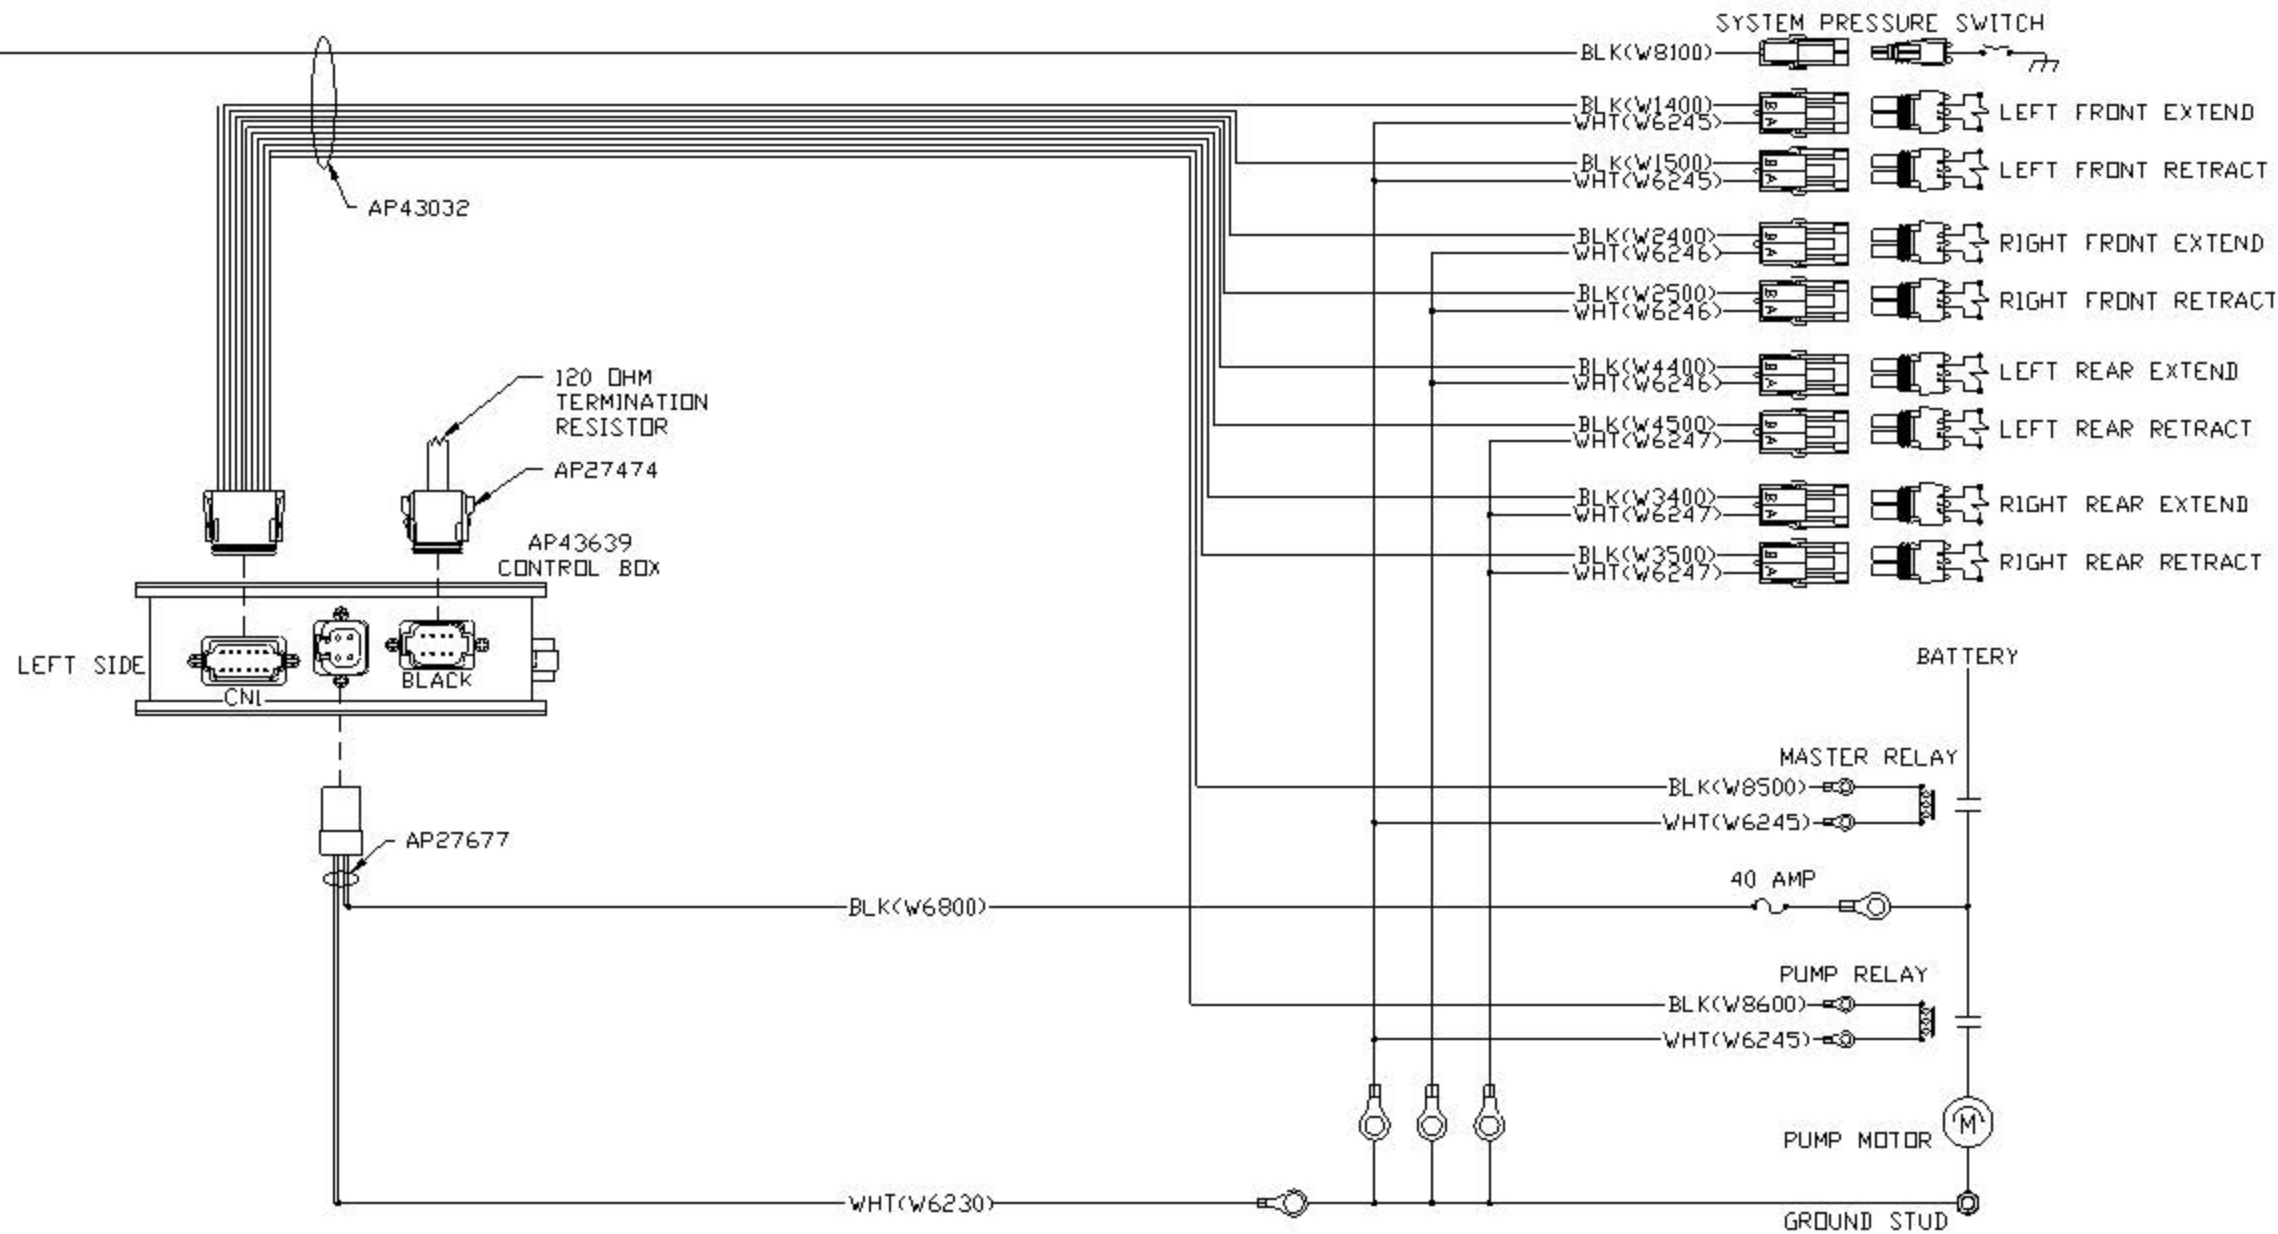 SYSTEM PRESSURE SWITCH
BLK(W8100)
BLK(W1400)
WHT(W6245)
B
A
LEFT FRONT EXTEND
BLK(W1500)
WHT(W6245)
B
A
LEFT FRONT RETRACT
AP43032
BLK(W2400)
WHT(W6246)
B
A
RIGHT FRONT EXTEND
BLK(W2500)
WHT(W6246)
B
A
RIGHT FRONT RETRACT
BLK(W4400)
WHT(W6246)
B
A
LEFT REAR EXTEND
BLK(W4500)
WHT(W6247)
B
A
LEFT REAR RETRACT
BLK(W3400)
WHT(W6247)
B
A
RIGHT REAR EXTEND
BLK(W3500)
WHT(W6247)
B
A
RIGHT REAR RETRACT
120 OHM
TERMINATION
RESISTOR
AP27474
AP43639
CONTROL BOX
LEFT SIDE
CN1
BLACK
BATTERY
MASTER RELAY
BLK(W8500)
WHT(W6245)
AP27677
40 AMP
BLK(W6800)
PUMP RELAY
BLK(W8600)
WHT(W6245)
M
PUMP MOTOR
WHT(W6230)
GROUND STUD